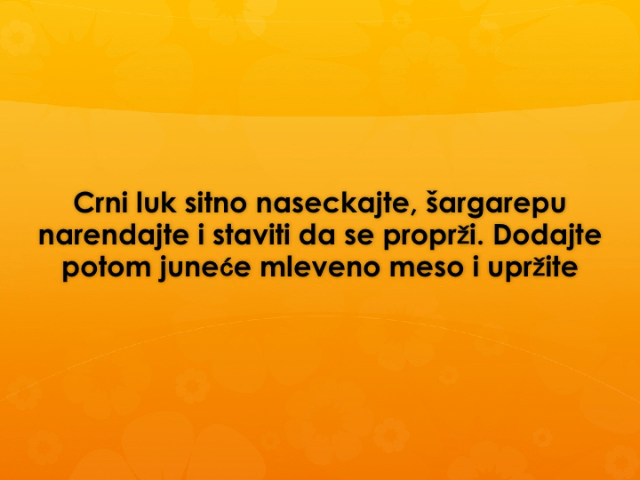 Crni luk sitno naseckajte, šargarepu
narendajte i staviti da se proprži. Dodajte
potom juneće mleveno meso i upržite